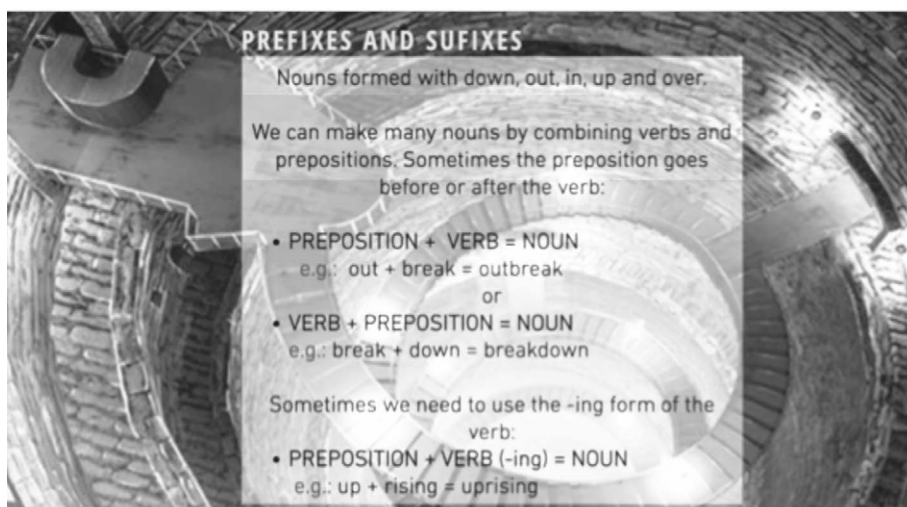 PREFIXES AND SUFIXES
Nouns formed with down, out, in, up and over.
We can make many nouns by combining verbs and
prepositions. Sometimes the preposition goes
before or after the verb:
• PREPOSITION + VERB = NOUN
e.g.: out + break = outbreak
or
• VERB + PREPOSITION = NOUN
e.g.: break + down = breakdown
Sometimes we need to use the -ing form of the
verb:
• PREPOSITION + VERB (-ing) = NOUN
e.g.: up + rising = uprising